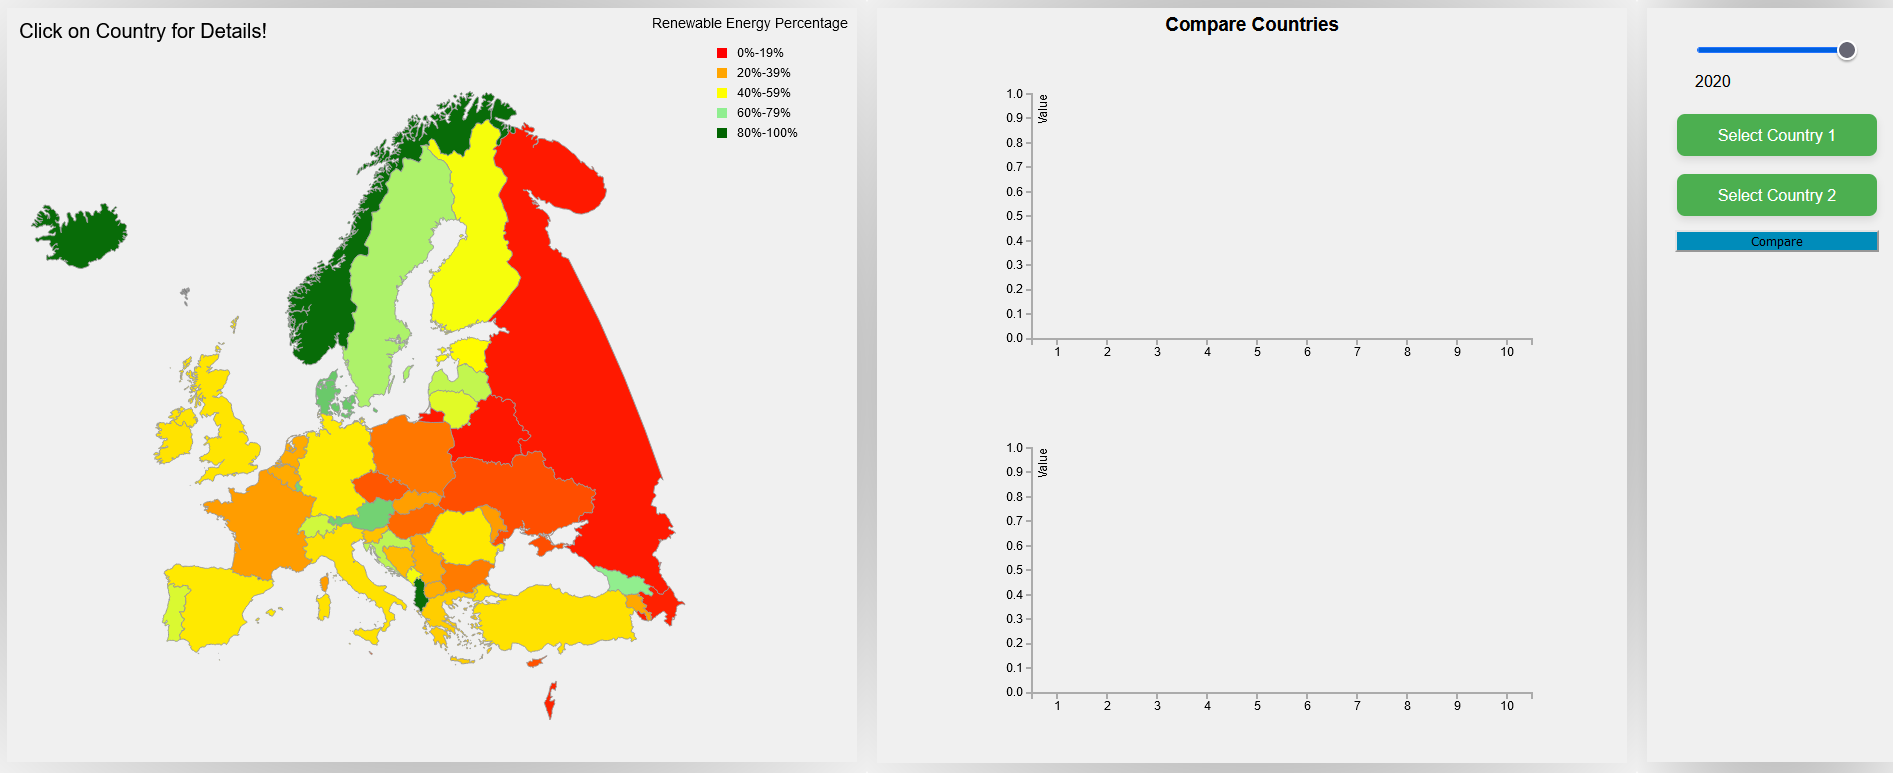 Click on Country for Details!
Renewable Energy Percentage
0%-19%
20%-39%
40%-59%
60%-79%
80%-100%
Compare Countries
Value
1.0
0.9
0.8
0.7
0.6
0.5
0.4
0.3
0.2
0.1
0.0
1 2 3 4 5 6 7 8 9 10
Value
1.0
0.9
0.8
0.7
0.6
0.5
0.4
0.3
0.2
0.1
0.0
1 2 3 4 5 6 7 8 9 10
2020
Select Country 1
Select Country 2
Compare